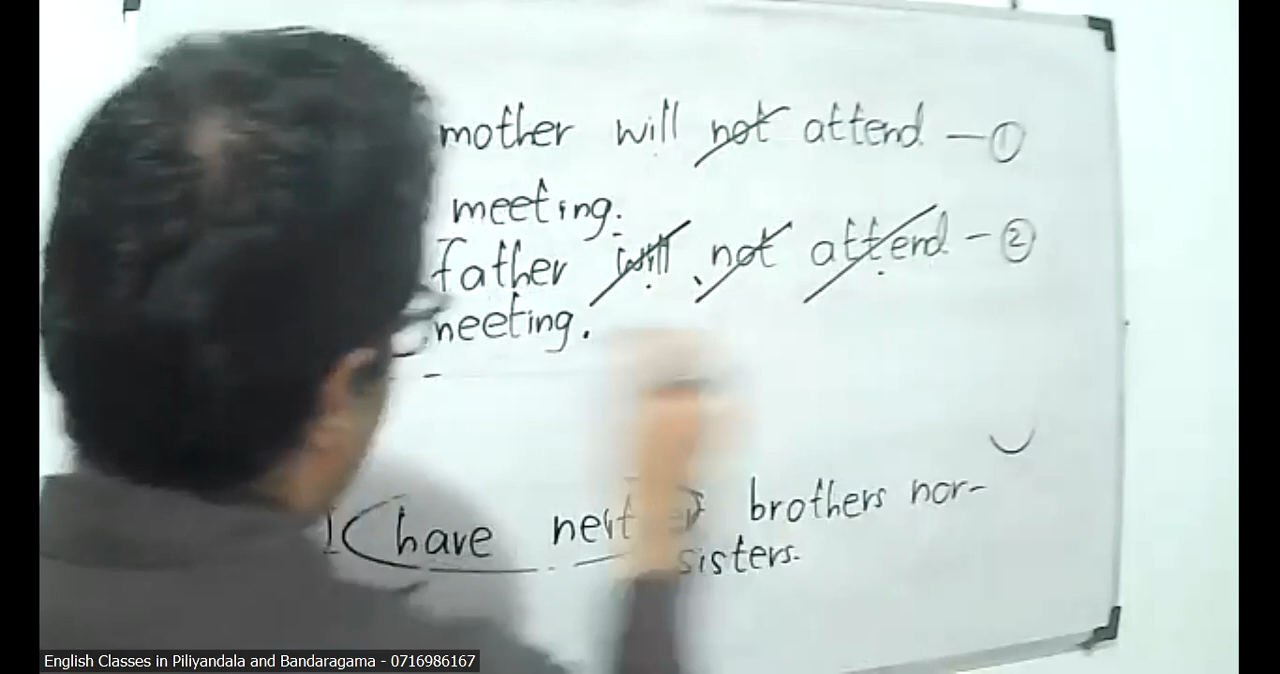 mother will not attend – ①
meeting.
father will not attend – ②
meeting.
I have neither brothers nor-
sisters.
English Classes in Piliyandala and Bandaragama - 0716986167